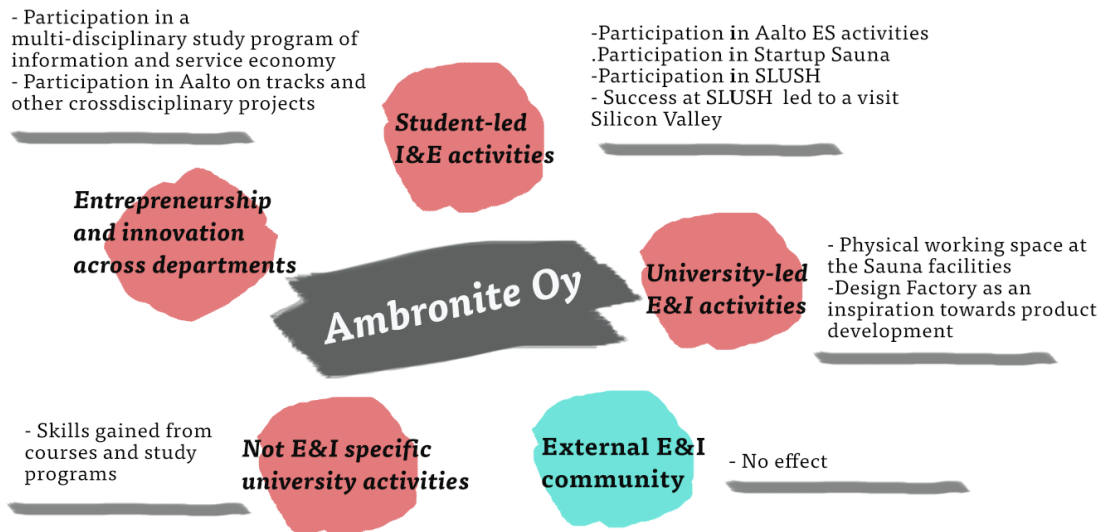 - Participation in a
multi-disciplinary study program of
information and service economy
- Participation in Aalto on tracks and
other crossdisciplinary projects
Student-led
I&E activities
-Participation in Aalto ES activities
.Participation in Startup Sauna
-Participation in SLUSH
- Success at SLUSH led to a visit
Silicon Valley
Entrepreneurship
and innovation
across departments
Ambronite Oy
University-led
E&I activities
- Physical working space at
the Sauna facilities
-Design Factory as an
inspiration towards product
development
- Skills gained from
courses and study
programs
Not E&I specific
university activities
External E&I
community
- No effect